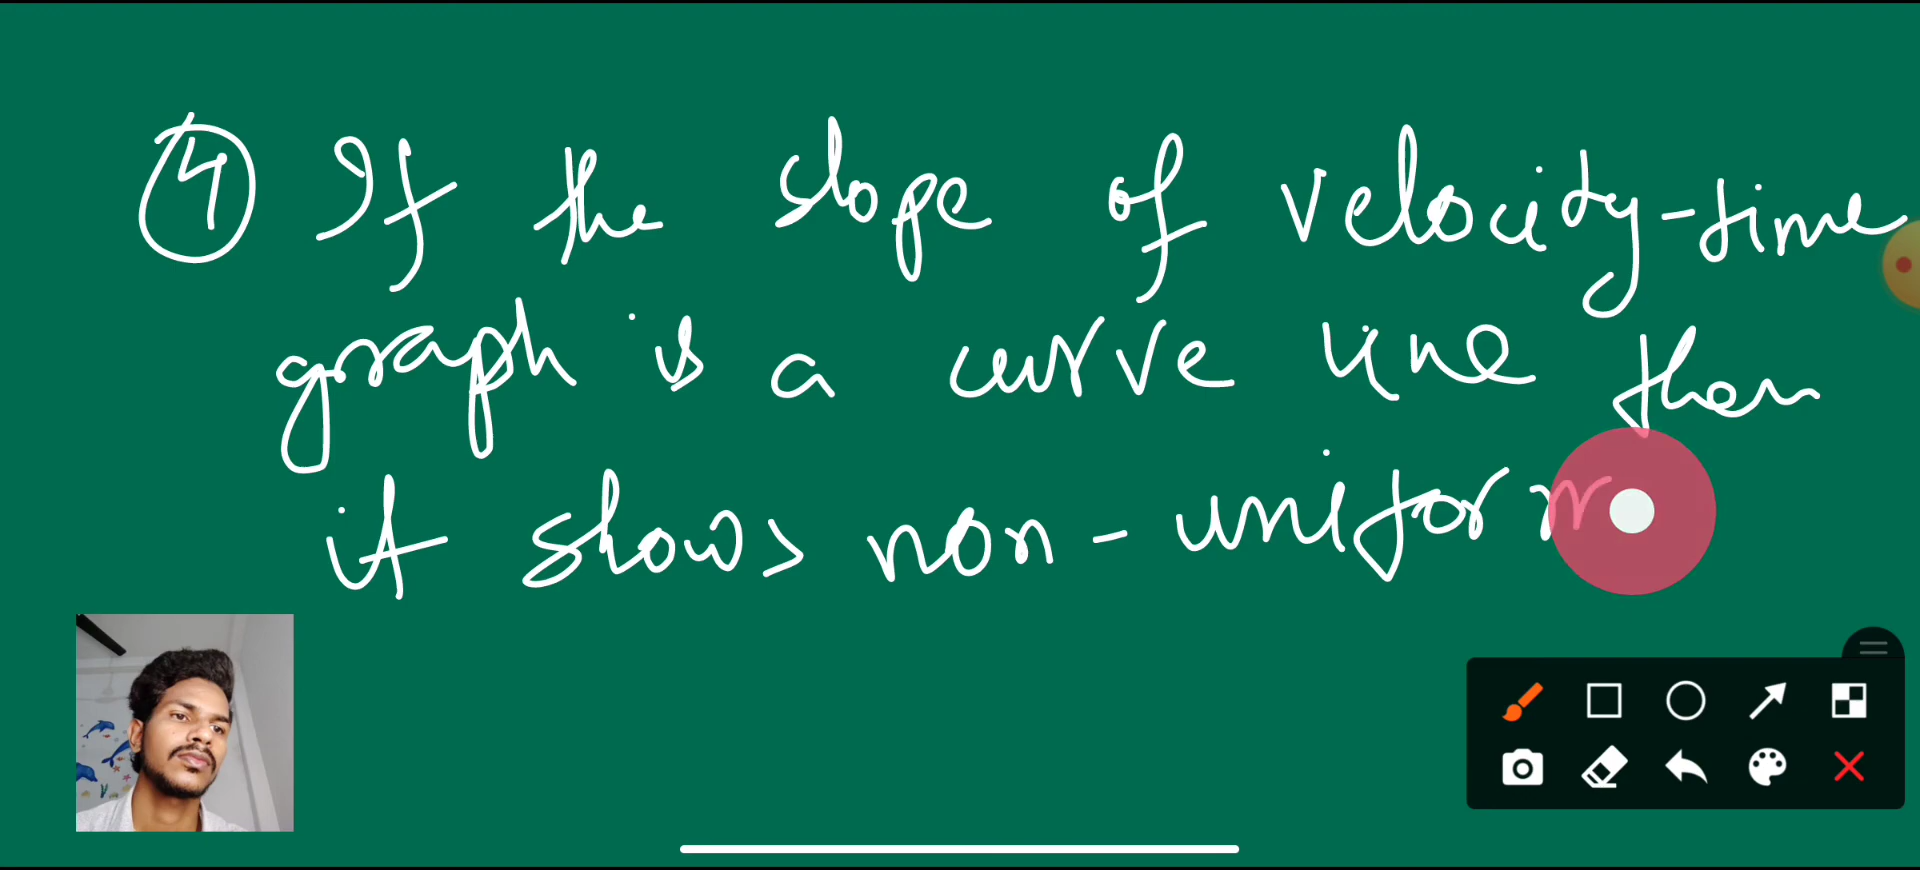 4 If the slope of velocity-time
graph is a curve line then
it shows non-uniform